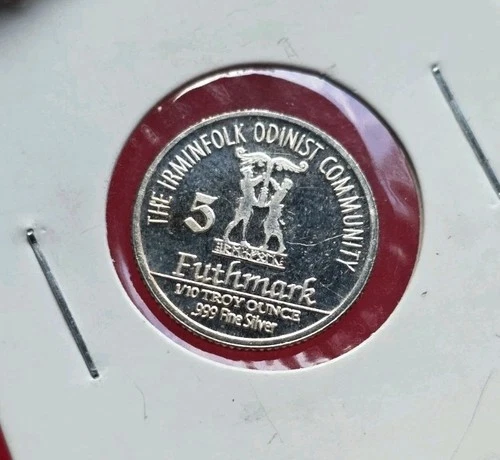 THE IRMINFOLK ODINIST COMMUNITY
5
Futhmark
1/10 TROY OUNCE
.999 Fine Silver